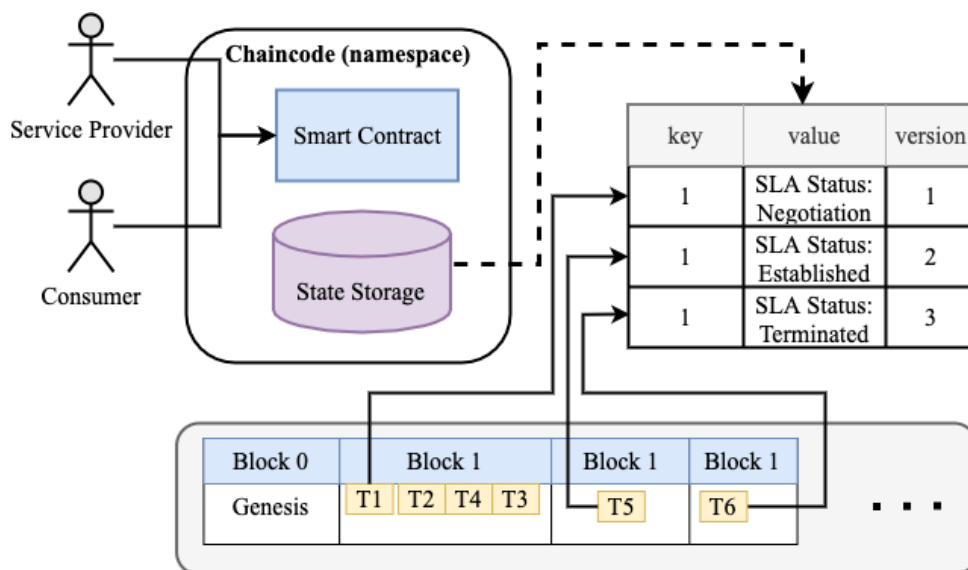 Chaincode (namespace)
Service Provider
Smart Contract
Consumer
State Storage
key value version
1 SLA Status: Negotiation 1
1 SLA Status: Established 2
1 SLA Status: Terminated 3
Block 0 Block 1 Block 1 Block 1
Genesis T1 T2 T4 T3 T5 T6
. . .